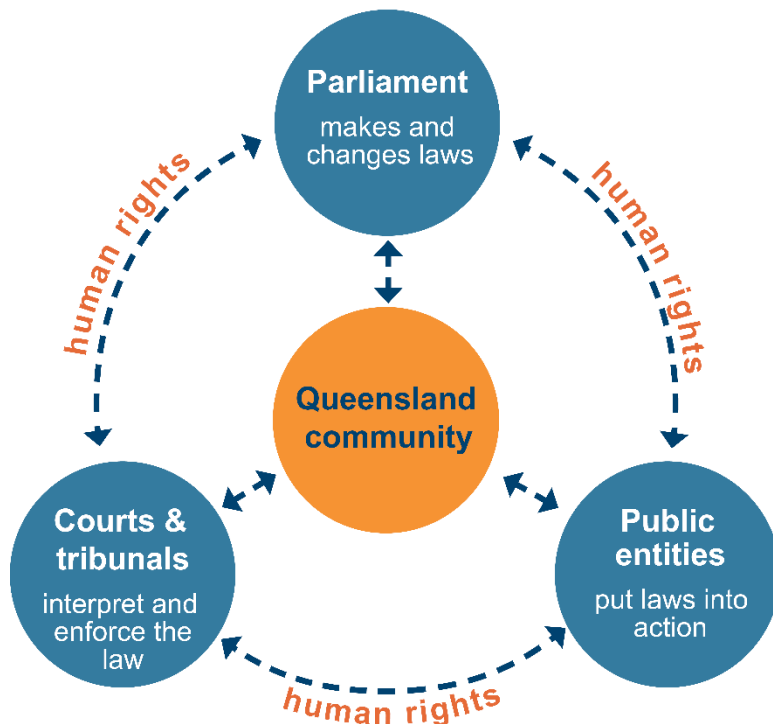 Parliament
makes and
changes laws
human rights
human rights
Queensland
community
Courts &
tribunals
interpret and
enforce the
law
Public
entities
put laws into
action
human rights